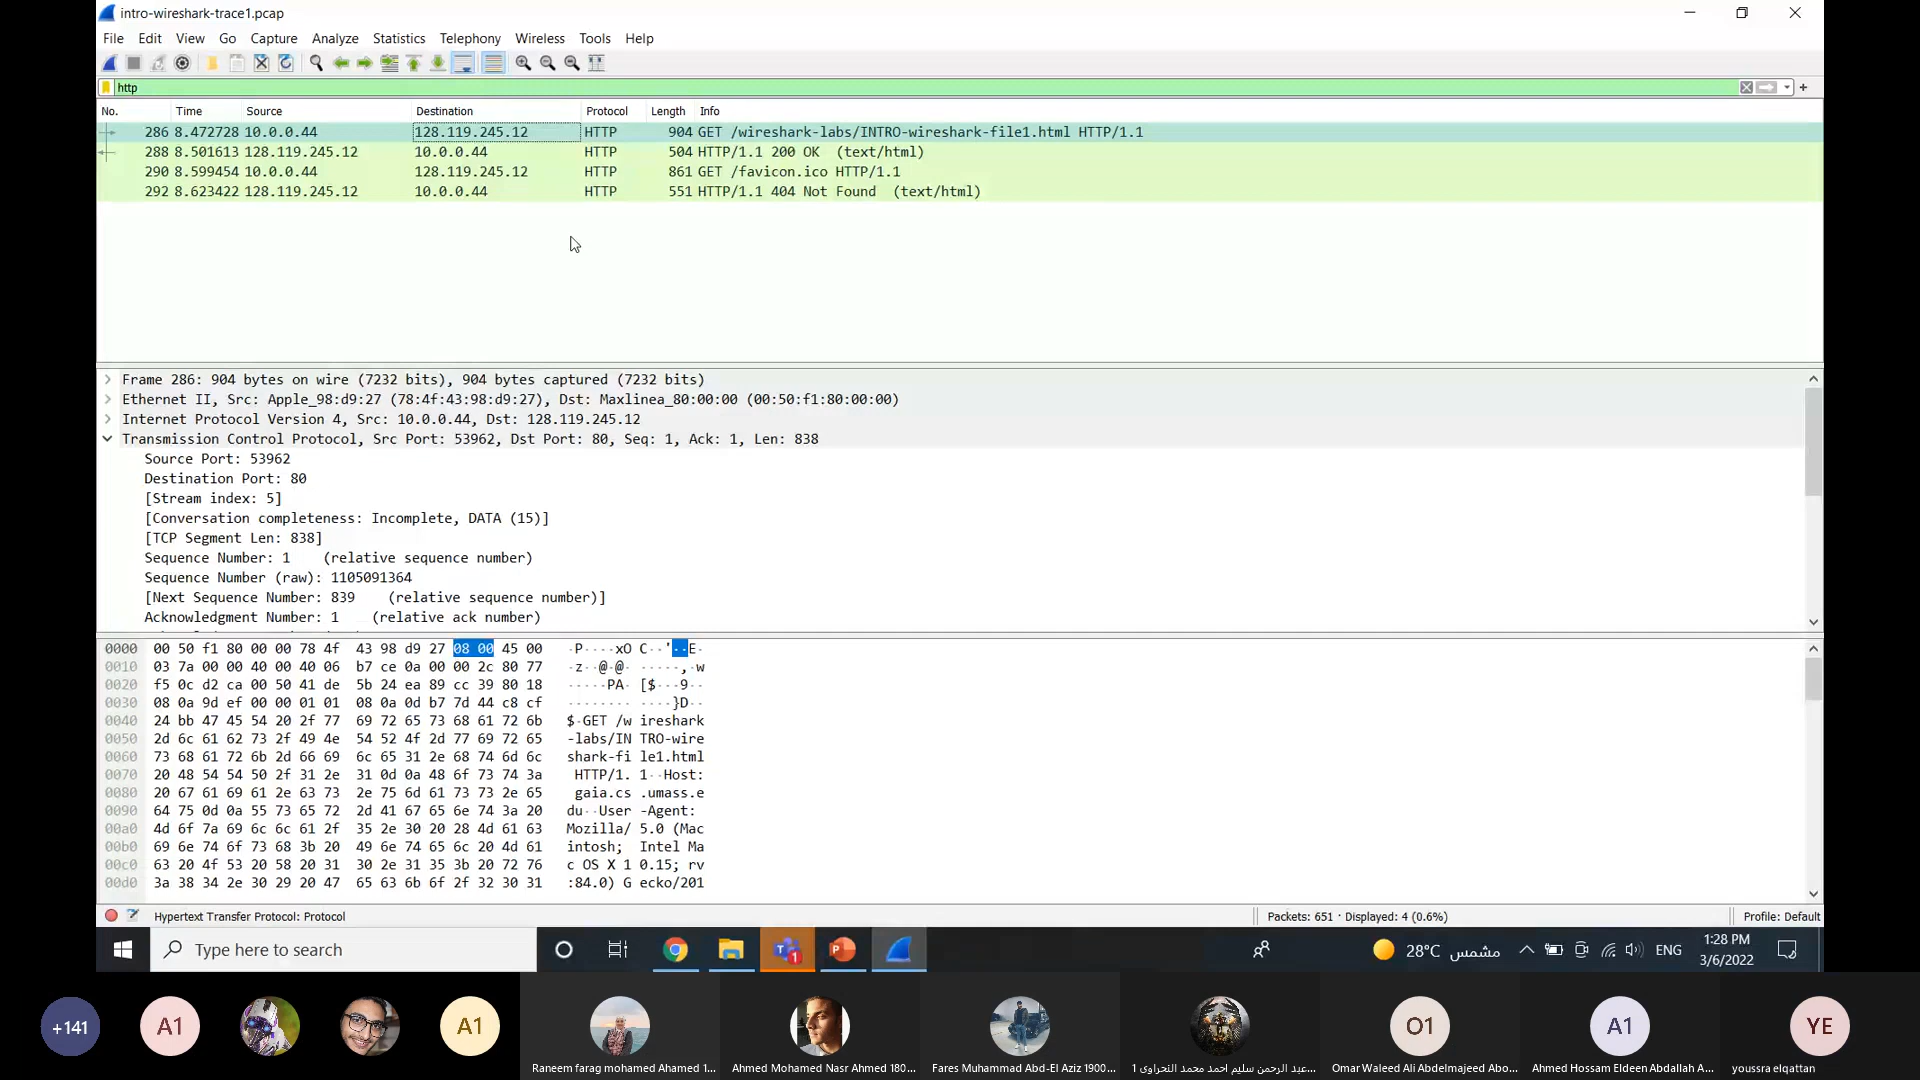 intro-wireshark-trace1.pcap
File Edit View Go Capture Analyze Statistics Telephony Wireless Tools Help
http
No. Time Source Destination Protocol Length Info
286 8.472728 10.0.0.44 128.119.245.12 HTTP 904 GET /wireshark-labs/INTRO-wireshark-file1.html HTTP/1.1
288 8.501613 128.119.245.12 10.0.0.44 HTTP 504 HTTP/1.1 200 OK (text/html)
290 8.599454 10.0.0.44 128.119.245.12 HTTP 861 GET /favicon.ico HTTP/1.1
292 8.623422 128.119.245.12 10.0.0.44 HTTP 551 HTTP/1.1 404 Not Found (text/html)
Frame 286: 904 bytes on wire (7232 bits), 904 bytes captured (7232 bits)
Ethernet II, Src: Apple_98:d9:27 (78:4f:43:98:d9:27), Dst: Maxlinea_80:00:00 (00:50:f1:80:00:00)
Internet Protocol Version 4, Src: 10.0.0.44, Dst: 128.119.245.12
Transmission Control Protocol, Src Port: 53962, Dst Port: 80, Seq: 1, Ack: 1, Len: 838
Source Port: 53962
Destination Port: 80
[Stream index: 5]
[Conversation completeness: Incomplete, DATA (15)]
[TCP Segment Len: 838]
Sequence Number: 1 (relative sequence number)
Sequence Number (raw): 1105091364
[Next Sequence Number: 839 (relative sequence number)]
Acknowledgment Number: 1 (relative ack number)
0000 00 50 f1 80 00 00 78 4f 43 98 d9 27 08 00 45 00 ·P····xO C··'··E·
0010 03 7a 00 00 40 00 40 06 b7 ce 0a 00 00 2c 80 77 ·z··@·@· ·····,·w
0020 f5 0c d2 ca 00 50 41 de 5b 24 ea 89 cc 39 80 18 ·····PA· [$···9··
0030 08 0a 9d ef 00 00 01 01 08 0a 0d b7 7d 44 c8 cf ········ ····}D··
0040 24 bb 47 45 54 20 2f 77 69 72 65 73 68 61 72 6b $·GET /w ireshark
0050 2d 6c 61 62 73 2f 49 4e 54 52 4f 2d 77 69 72 65 -labs/IN TRO-wire
0060 73 68 61 72 6b 2d 66 69 6c 65 31 2e 68 74 6d 6c shark-fi le1.html
0070 20 48 54 54 50 2f 31 2e 31 0d 0a 48 6f 73 74 3a HTTP/1. 1··Host:
0080 20 67 61 69 61 2e 63 73 2e 75 6d 61 73 73 2e 65 gaia.cs .umass.e
0090 64 75 0d 0a 55 73 65 72 2d 41 67 65 6e 74 3a 20 du··User -Agent:
00a0 4d 6f 7a 69 6c 6c 61 2f 35 2e 30 20 28 4d 61 63 Mozilla/ 5.0 (Mac
00b0 69 6e 74 6f 73 68 3b 20 49 6e 74 65 6c 20 4d 61 intosh; Intel Ma
00c0 63 20 4f 53 20 58 20 31 30 2e 31 35 3b 20 72 76 c OS X 1 0.15; rv
00d0 3a 38 34 2e 30 29 20 47 65 63 6b 6f 2f 32 30 31 :84.0) G ecko/201
Hypertext Transfer Protocol: Protocol Packets: 651 · Displayed: 4 (0.6%) Profile: Default
Type here to search 1 28°C مشمس ENG 1:28 PM
3/6/2022
+141 A1 A1 O1 A1 YE
Raneem farag mohamed Ahamed 1... Ahmed Mohamed Nasr Ahmed 180... Fares Muhammad Abd-El Aziz 1900... عبد الرحمن سليم احمد محمد النحراوى 1... Omar Waleed Ali Abdelmajeed Abo... Ahmed Hossam Eldeen Abdallah A... youssra elqattan